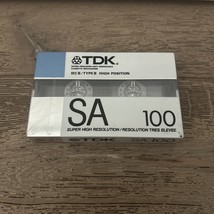 TDK
IEC II/TYPE II HIGH POSITION
SA 100
SUPER HIGH RESOLUTION/RESOLUTION TRES ELEVEE